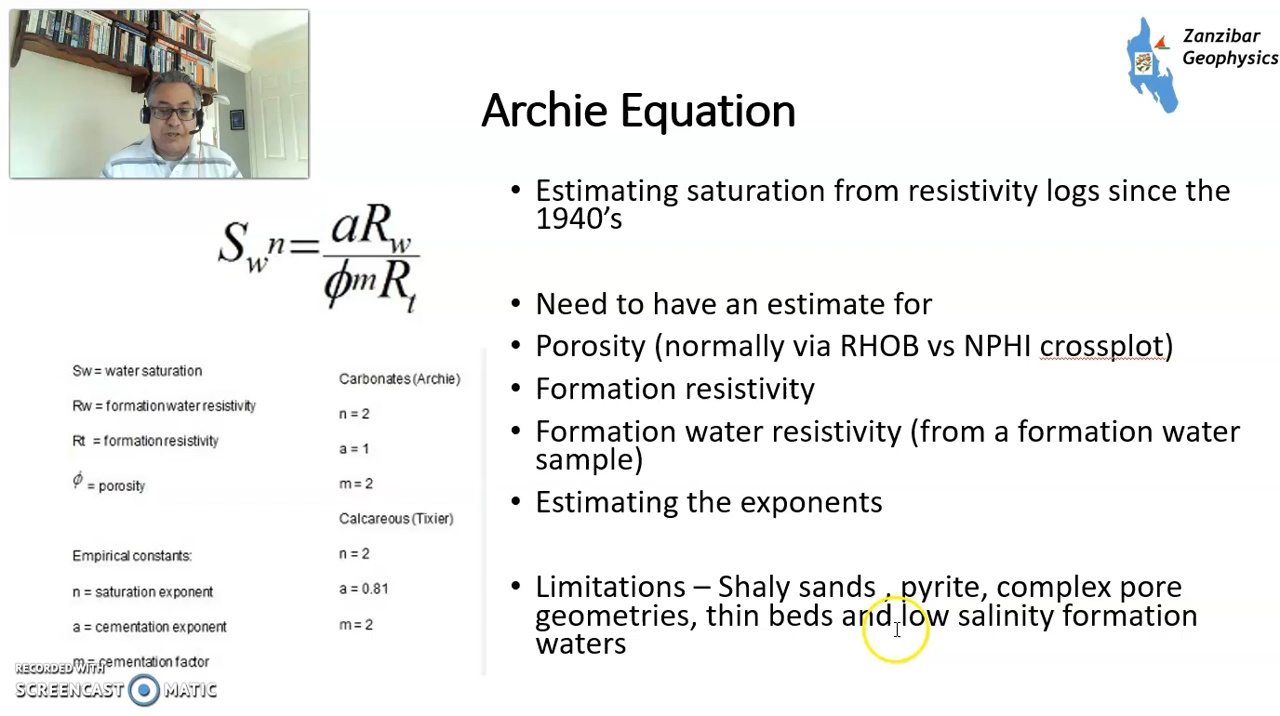 Zanzibar
Geophysics
Archie Equation
S_w^n = aR_w / ϕ^m R_t
Sw = water saturation
Rw = formation water resistivity
Rt = formation resistivity
ϕ = porosity
Empirical constants:
n = saturation exponent
a = cementation exponent
m = cementation factor
Carbonates (Archie)
n = 2
a = 1
m = 2
Calcareous (Tixier)
n = 2
a = 0.81
m = 2
• Estimating saturation from resistivity logs since the
1940’s
• Need to have an estimate for
• Porosity (normally via RHOB vs NPHI crossplot)
• Formation resistivity
• Formation water resistivity (from a formation water
sample)
• Estimating the exponents
• Limitations – Shaly sands , pyrite, complex pore
geometries, thin beds and low salinity formation
waters
RECORDED WITH
SCREENCAST MATIC